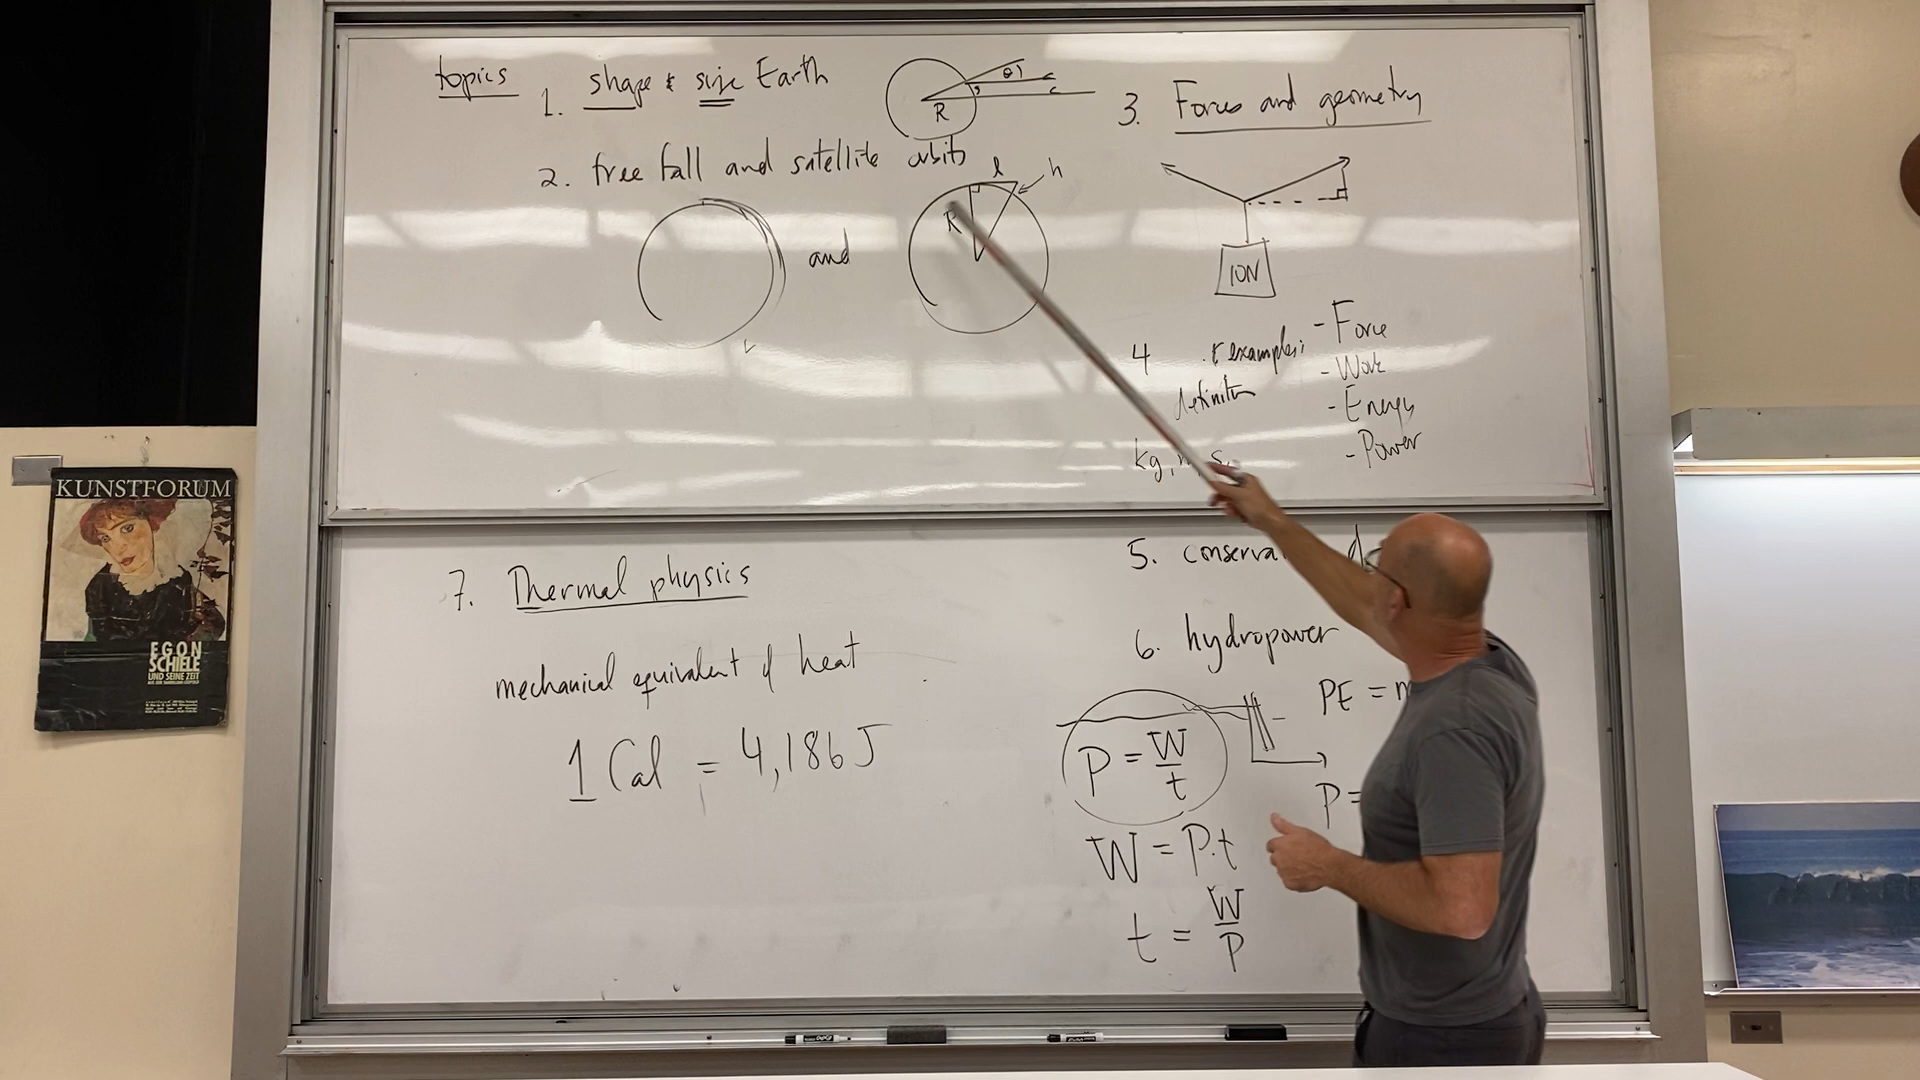 topics
1. shape & size Earth
R
θ
s
2. free fall and satellite orbits
and
R
l
h
3. Forces and geometry
10N
4
& examples:
definition
- Force
- Work
- Energy
- Power
kg,
s.
5.
6. hydropower
PE =
P = W/t
P =
W = P.t
t = W/P
7. Thermal physics
mechanical equivalent of heat
1 Cal = 4,186 J
KUNSTFORUM
EGON
SCHIELE
UND SEINE ZEIT